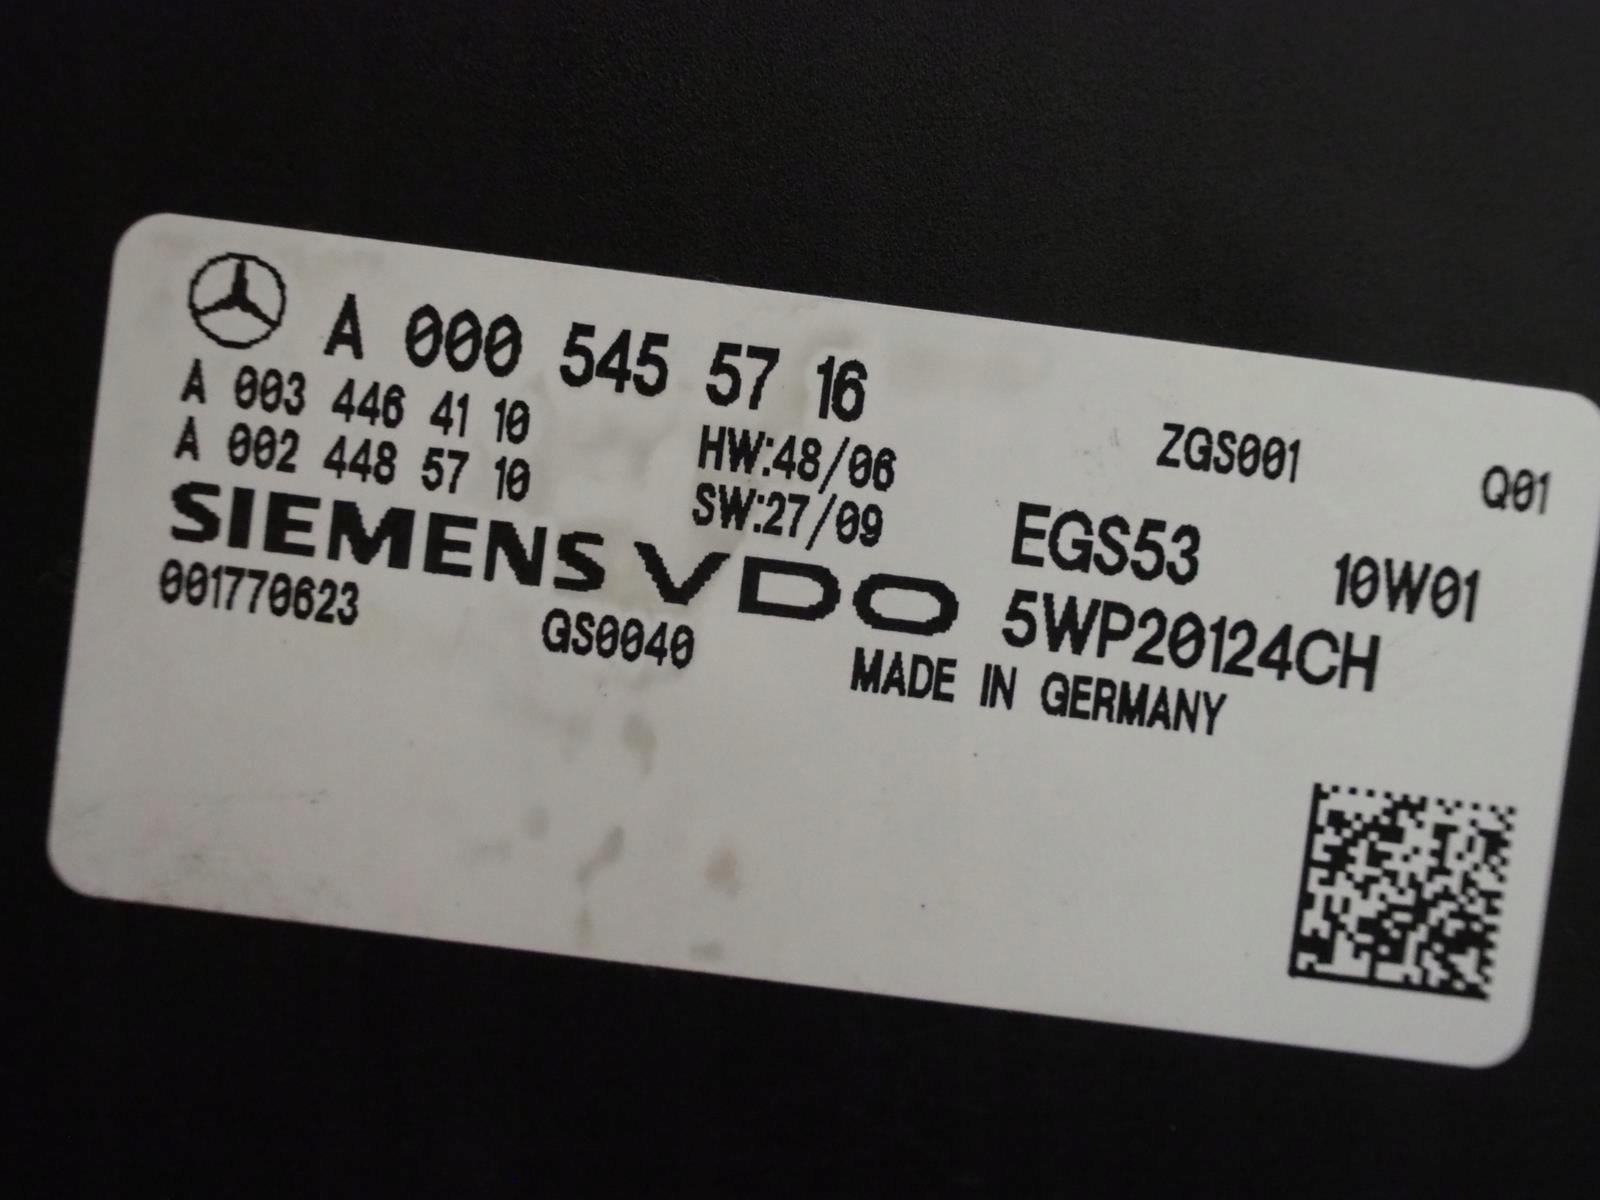 A 000 545 57 16
A 003 446 41 10
A 002 448 57 10
HW:48/06
SW:27/09
ZGS001
Q01
EGS53
10W01
SIEMENS VDO
5WP20124CH
001770623
GS0040
MADE IN GERMANY